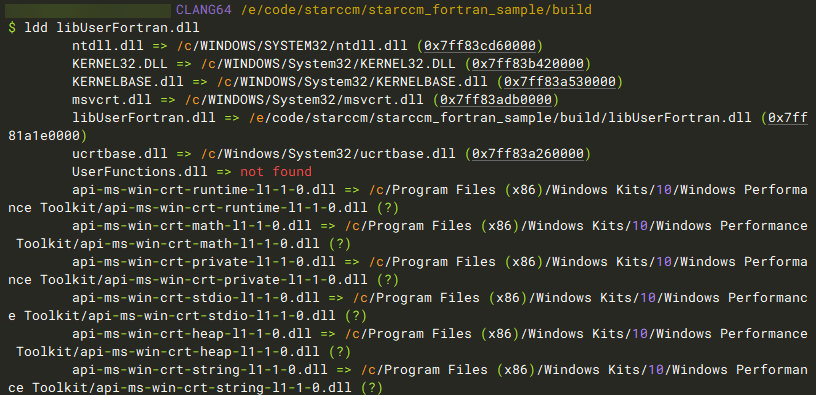 CLANG64 /e/code/starccm/starccm_fortran_sample/build
$ ldd libUserFortran.dll
ntdll.dll => /c/WINDOWS/SYSTEM32/ntdll.dll (0x7ff83cd60000)
KERNEL32.DLL => /c/WINDOWS/System32/KERNEL32.DLL (0x7ff83b420000)
KERNELBASE.dll => /c/WINDOWS/System32/KERNELBASE.dll (0x7ff83a530000)
msvcrt.dll => /c/WINDOWS/System32/msvcrt.dll (0x7ff83adb0000)
libUserFortran.dll => /e/code/starccm/starccm_fortran_sample/build/libUserFortran.dll (0x7ff
81a1e0000)
ucrtbase.dll => /c/Windows/System32/ucrtbase.dll (0x7ff83a260000)
UserFunctions.dll => not found
api-ms-win-crt-runtime-l1-1-0.dll => /c/Program Files (x86)/Windows Kits/10/Windows Performa
nce Toolkit/api-ms-win-crt-runtime-l1-1-0.dll (?)
api-ms-win-crt-math-l1-1-0.dll => /c/Program Files (x86)/Windows Kits/10/Windows Performance
Toolkit/api-ms-win-crt-math-l1-1-0.dll (?)
api-ms-win-crt-private-l1-1-0.dll => /c/Program Files (x86)/Windows Kits/10/Windows Performa
nce Toolkit/api-ms-win-crt-private-l1-1-0.dll (?)
api-ms-win-crt-stdio-l1-1-0.dll => /c/Program Files (x86)/Windows Kits/10/Windows Performanc
e Toolkit/api-ms-win-crt-stdio-l1-1-0.dll (?)
api-ms-win-crt-heap-l1-1-0.dll => /c/Program Files (x86)/Windows Kits/10/Windows Performance
Toolkit/api-ms-win-crt-heap-l1-1-0.dll (?)
api-ms-win-crt-string-l1-1-0.dll => /c/Program Files (x86)/Windows Kits/10/Windows Performan
ce Toolkit/api-ms-win-crt-string-l1-1-0.dll (?)